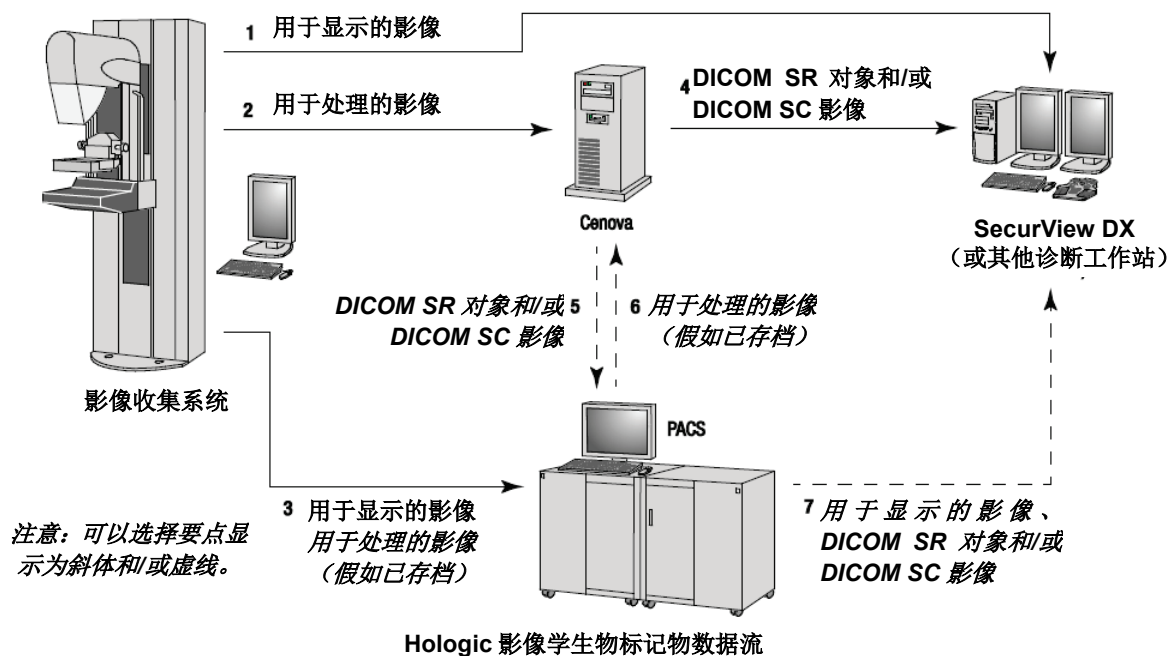 1 用于显示的影像
2 用于处理的影像
4 DICOM SR 对象和/或
DICOM SC 影像
Cenova
SecurView DX
（或其他诊断工作站）
DICOM SR 对象和/或 5
DICOM SC 影像
6 用于处理的影像
（假如已存档）
影像收集系统
PACS
3 用于显示的影像
用于处理的影像
（假如已存档）
注意：可以选择要点显
示为斜体和/或虚线。
7 用于显示的影像、
DICOM SR 对象和/或
DICOM SC 影像
Hologic 影像学生物标记物数据流